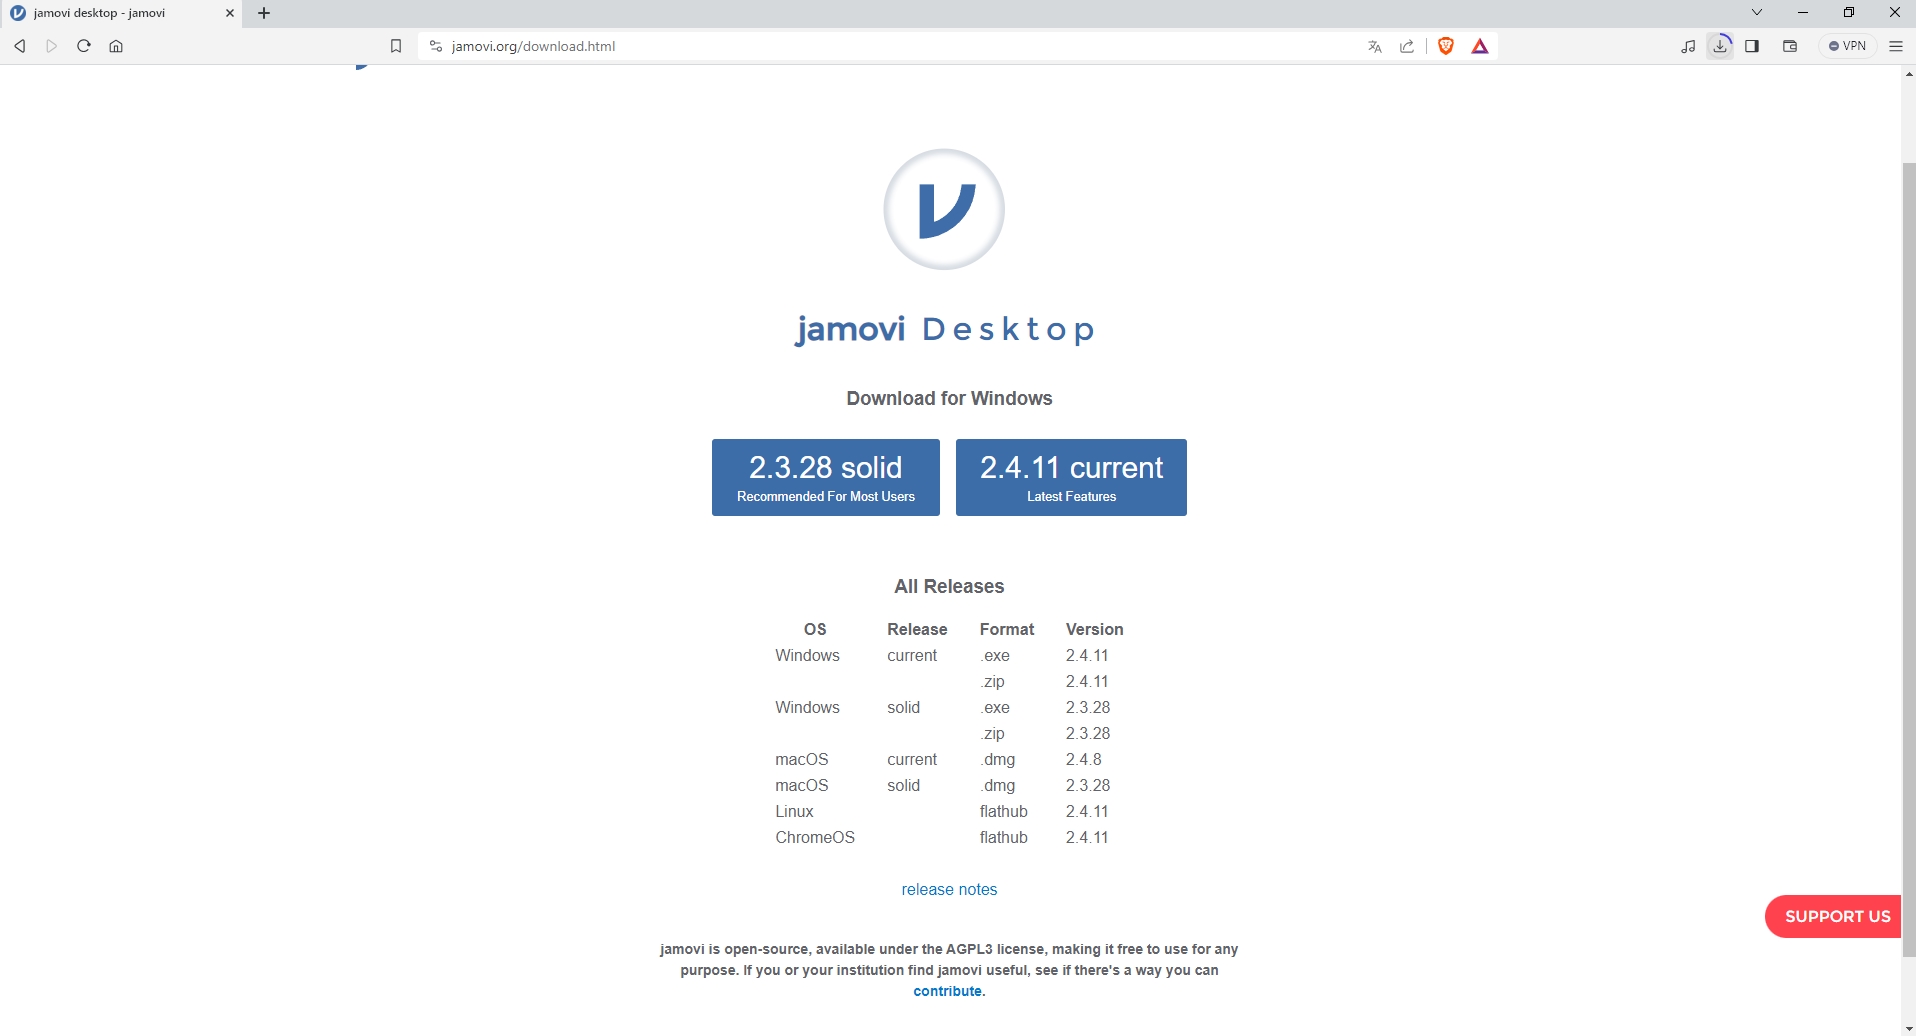 jamovi desktop - jamovi
jamovi.org/download.html
VPN
jamovi Desktop
Download for Windows
2.3.28 solid
Recommended For Most Users
2.4.11 current
Latest Features
All Releases
OS Release Format Version
Windows current .exe 2.4.11
.zip 2.4.11
Windows solid .exe 2.3.28
.zip 2.3.28
macOS current .dmg 2.4.8
macOS solid .dmg 2.3.28
Linux flathub 2.4.11
ChromeOS flathub 2.4.11
release notes
SUPPORT US
jamovi is open-source, available under the AGPL3 license, making it free to use for any
purpose. If you or your institution find jamovi useful, see if there's a way you can
contribute.